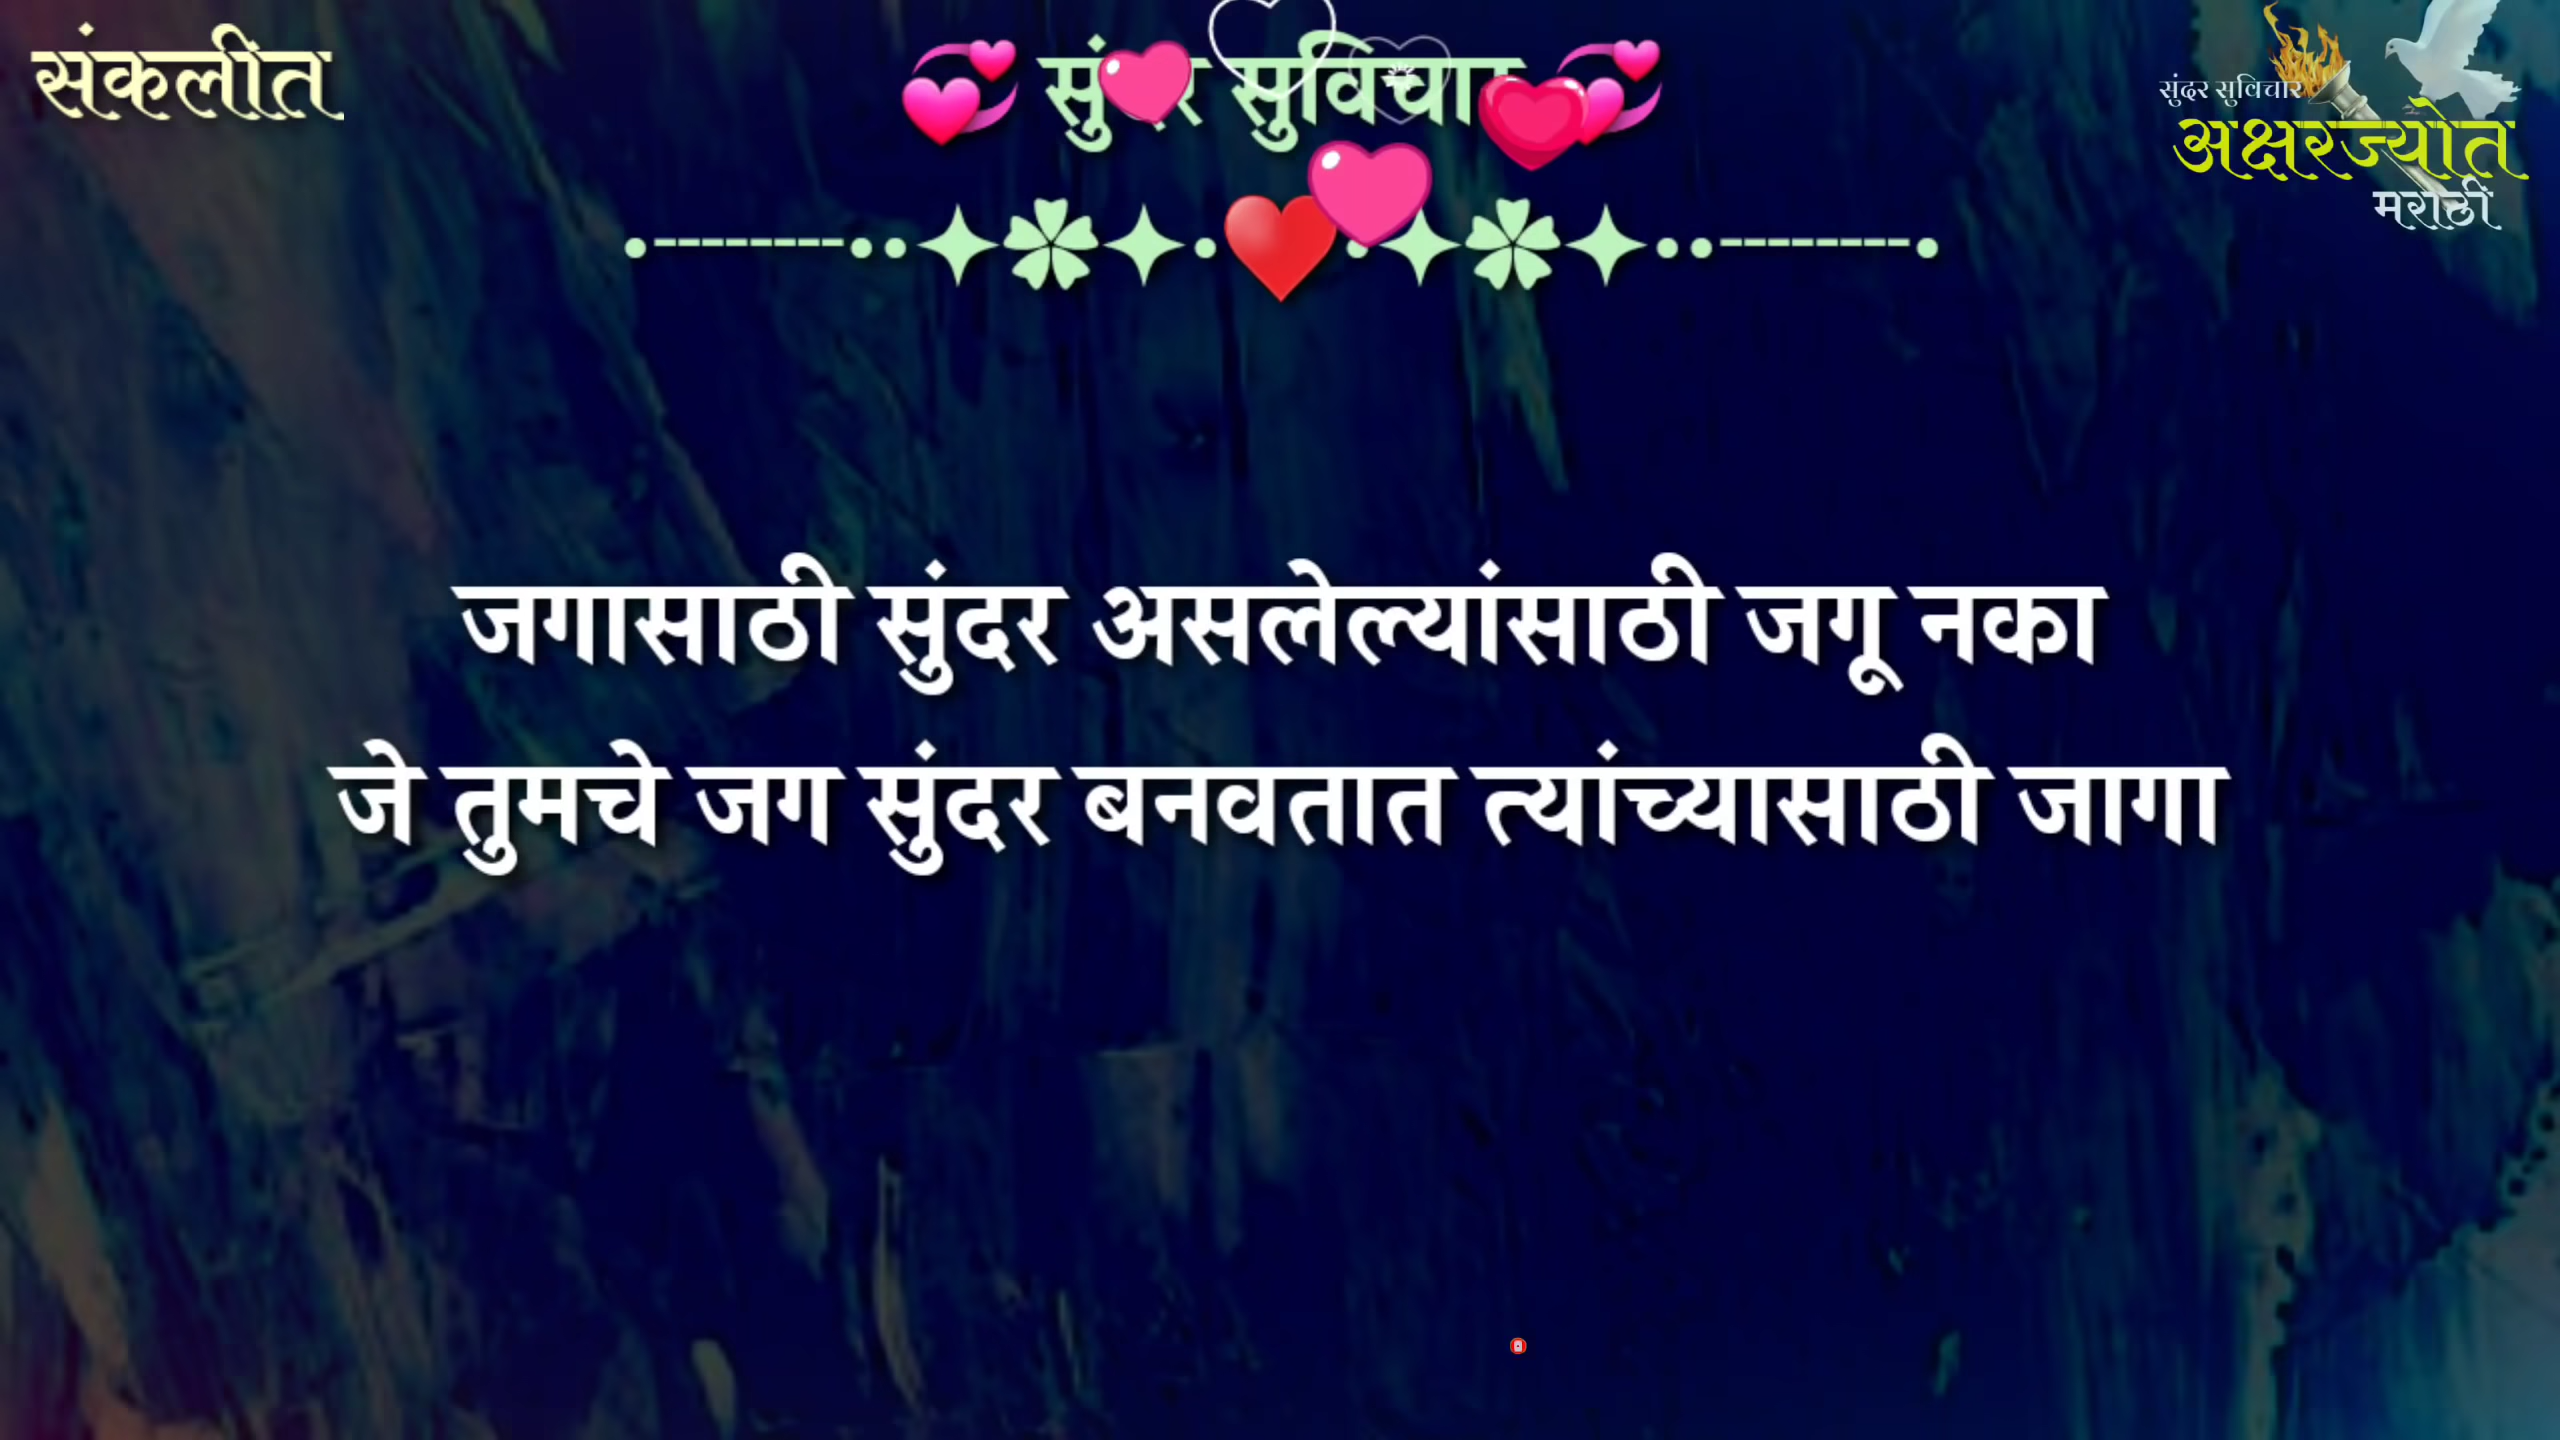 संकलीत
💞 सुंदर सुविचार 💞
सुंदर सुविचार
अक्षरज्योत
मराठी
जगासाठी सुंदर असलेल्यांसाठी जगू नका
जे तुमचे जग सुंदर बनवतात त्यांच्यासाठी जागा